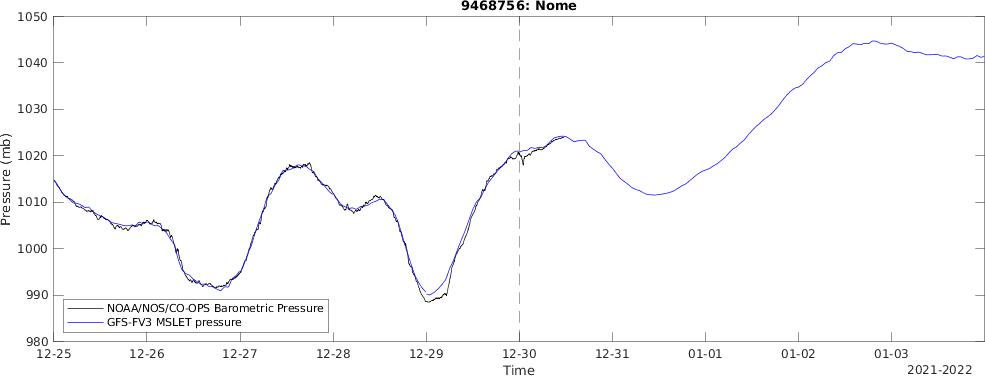 9468756: Nome
1050
1040
1030
1020
1010
1000
990
980
Pressure (mb)
NOAA/NOS/CO-OPS Barometric Pressure
GFS-FV3 MSLET pressure
12-25 12-26 12-27 12-28 12-29 12-30 12-31 01-01 01-02 01-03
Time
2021-2022